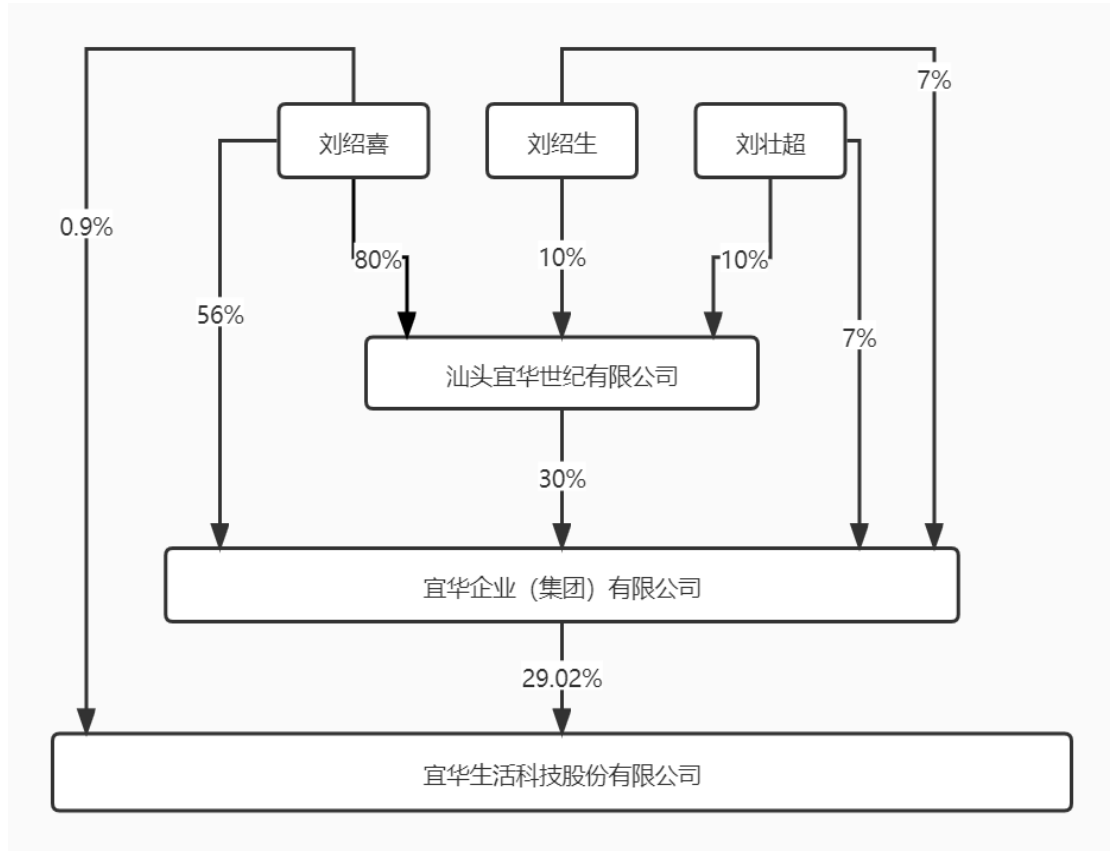 7%
刘绍喜
刘绍生
刘壮超
0.9%
80%
10%
10%
56%
7%
汕头宜华世纪有限公司
30%
宜华企业（集团）有限公司
29.02%
宜华生活科技股份有限公司